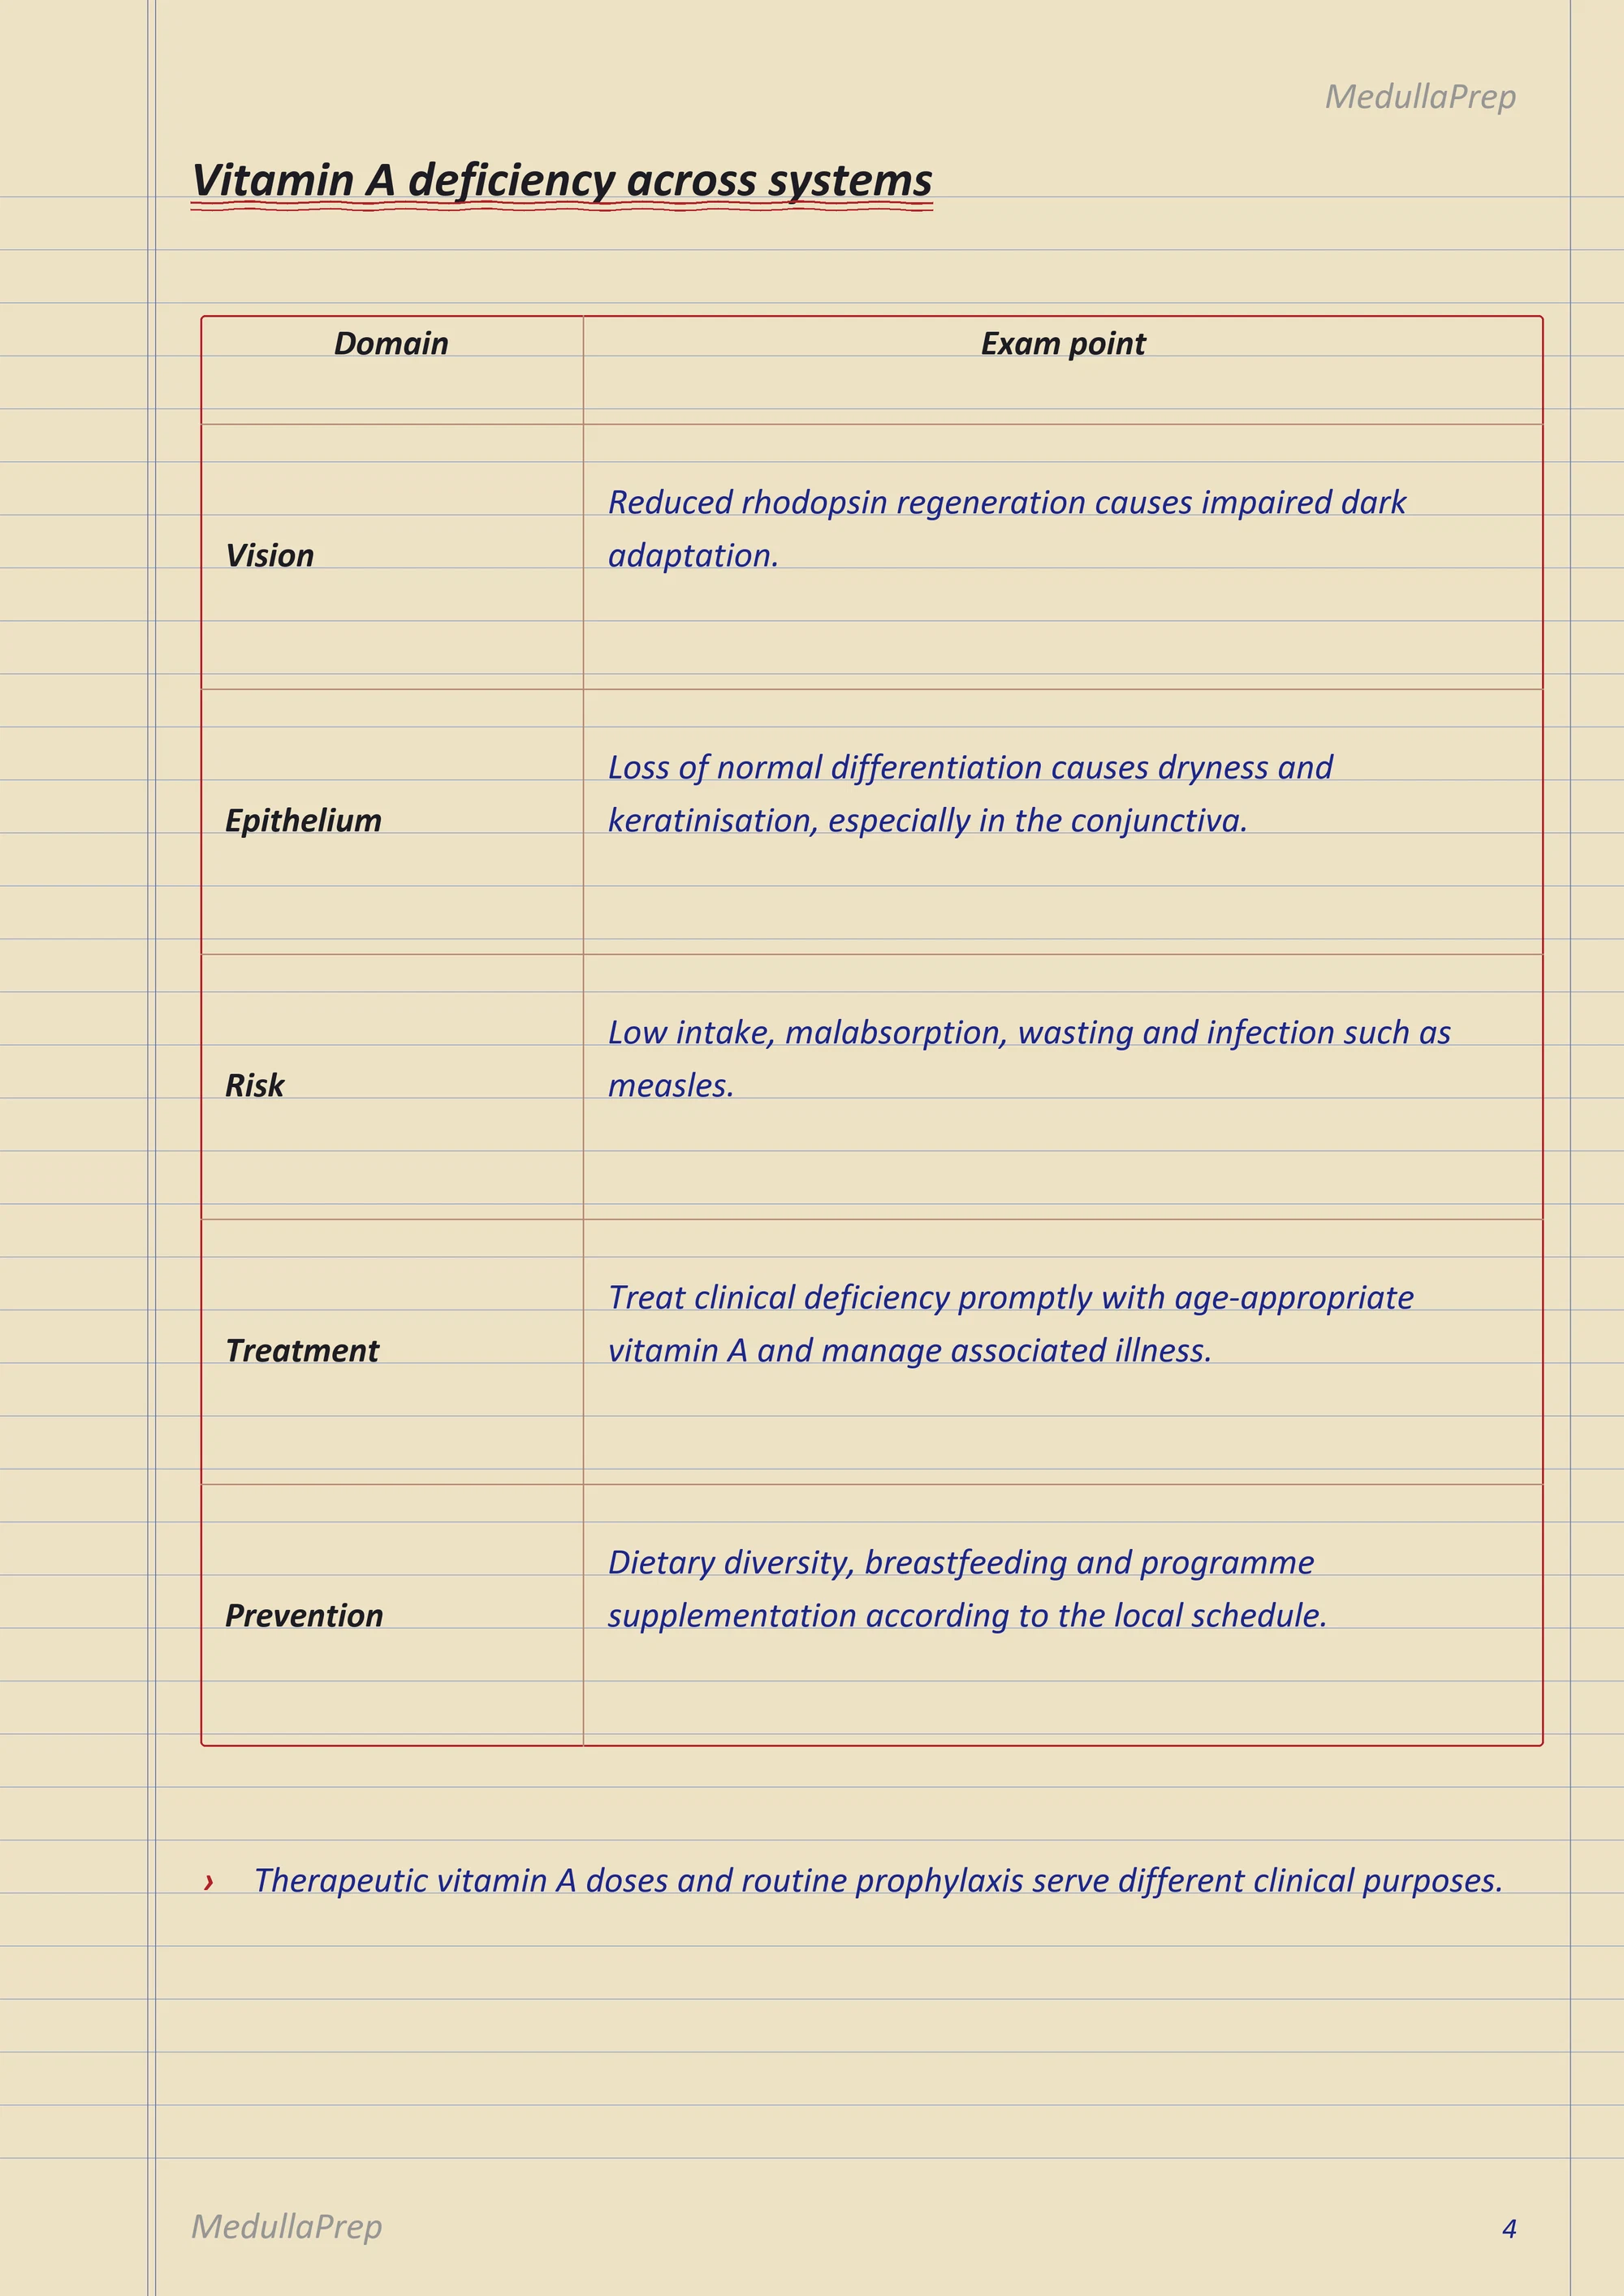 MedullaPrep
Vitamin A deficiency across systems
Domain
Exam point
Vision
Reduced rhodopsin regeneration causes impaired dark
adaptation.
Epithelium
Loss of normal differentiation causes dryness and
keratinisation, especially in the conjunctiva.
Risk
Low intake, malabsorption, wasting and infection such as
measles.
Treatment
Treat clinical deficiency promptly with age-appropriate
vitamin A and manage associated illness.
Prevention
Dietary diversity, breastfeeding and programme
supplementation according to the local schedule.
› Therapeutic vitamin A doses and routine prophylaxis serve different clinical purposes.
MedullaPrep
4